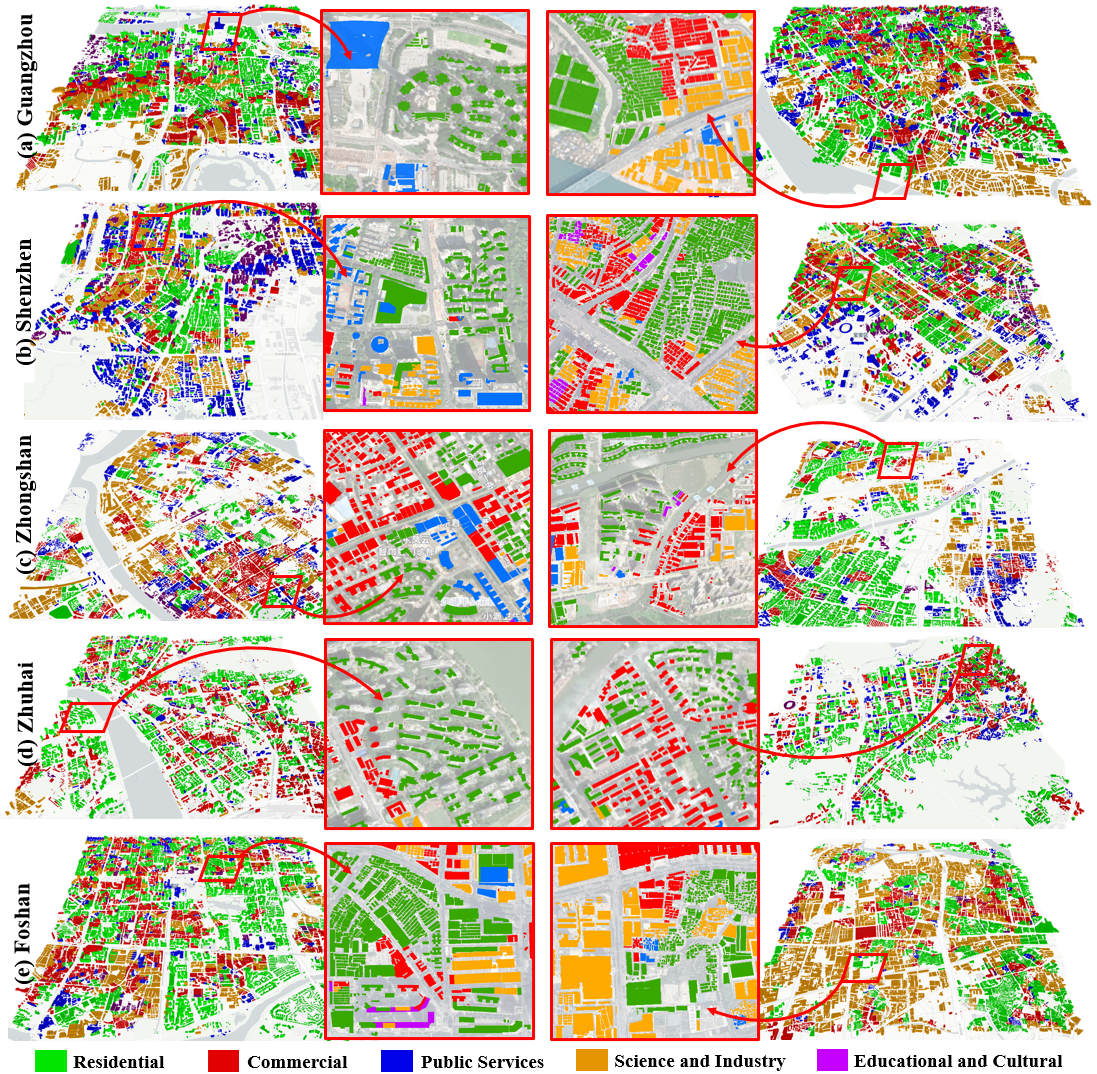 (a) Guangzhou
(b) Shenzhen
(c) Zhongshan
(d) Zhuhai
(e) Foshan
Residential
Commercial
Public Services
Science and Industry
Educational and Cultural